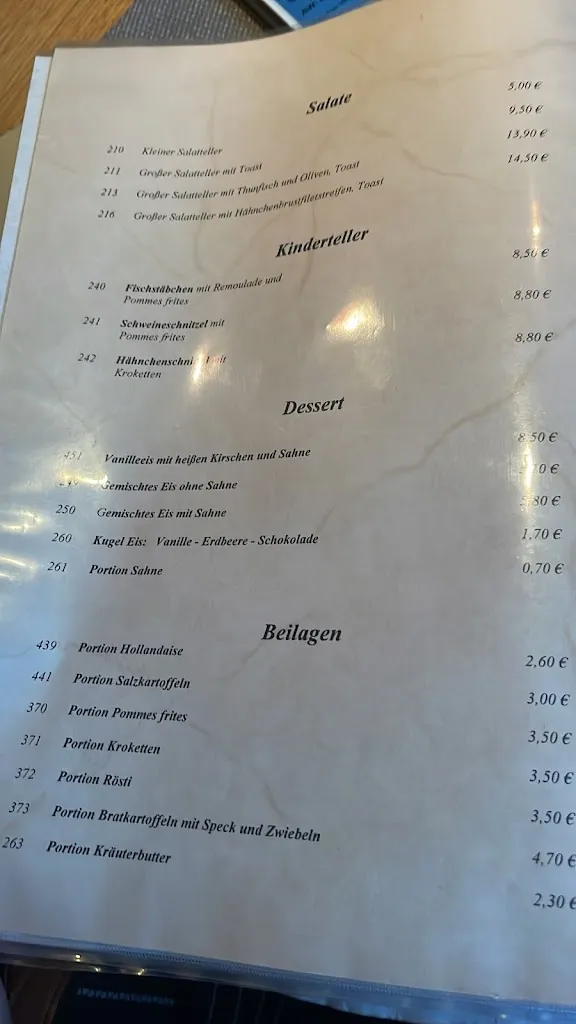 Salate
210 Kleiner Salatteller 5,00 €
211 Großer Salatteller mit Toast 9,50 €
213 Großer Salatteller mit Thunfisch und Oliven, Toast 13,90 €
216 Großer Salatteller mit Hähnchenbrustfiletstreifen, Toast 14,50 €
Kinderteller
240 Fischstäbchen mit Remoulade und 8,50 €
Pommes frites
241 Schweineschnitzel mit 8,80 €
Pommes frites
242 8,80 €
Kroketten
Dessert
Vanilleeis mit heißen Kirschen und Sahne 8,50 €
Gemischtes Eis ohne Sahne
250 Gemischtes Eis mit Sahne
260 Kugel Eis: Vanille - Erdbeere - Schokolade 1,70 €
261 Portion Sahne 0,70 €
Beilagen
439 Portion Hollandaise 2,60 €
441 Portion Salzkartoffeln 3,00 €
370 Portion Pommes frites 3,50 €
371 Portion Kroketten 3,50 €
372 Portion Rösti 3,50 €
373 Portion Bratkartoffeln mit Speck und Zwiebeln 4,70 €
263 Portion Kräuterbutter 2,30 €